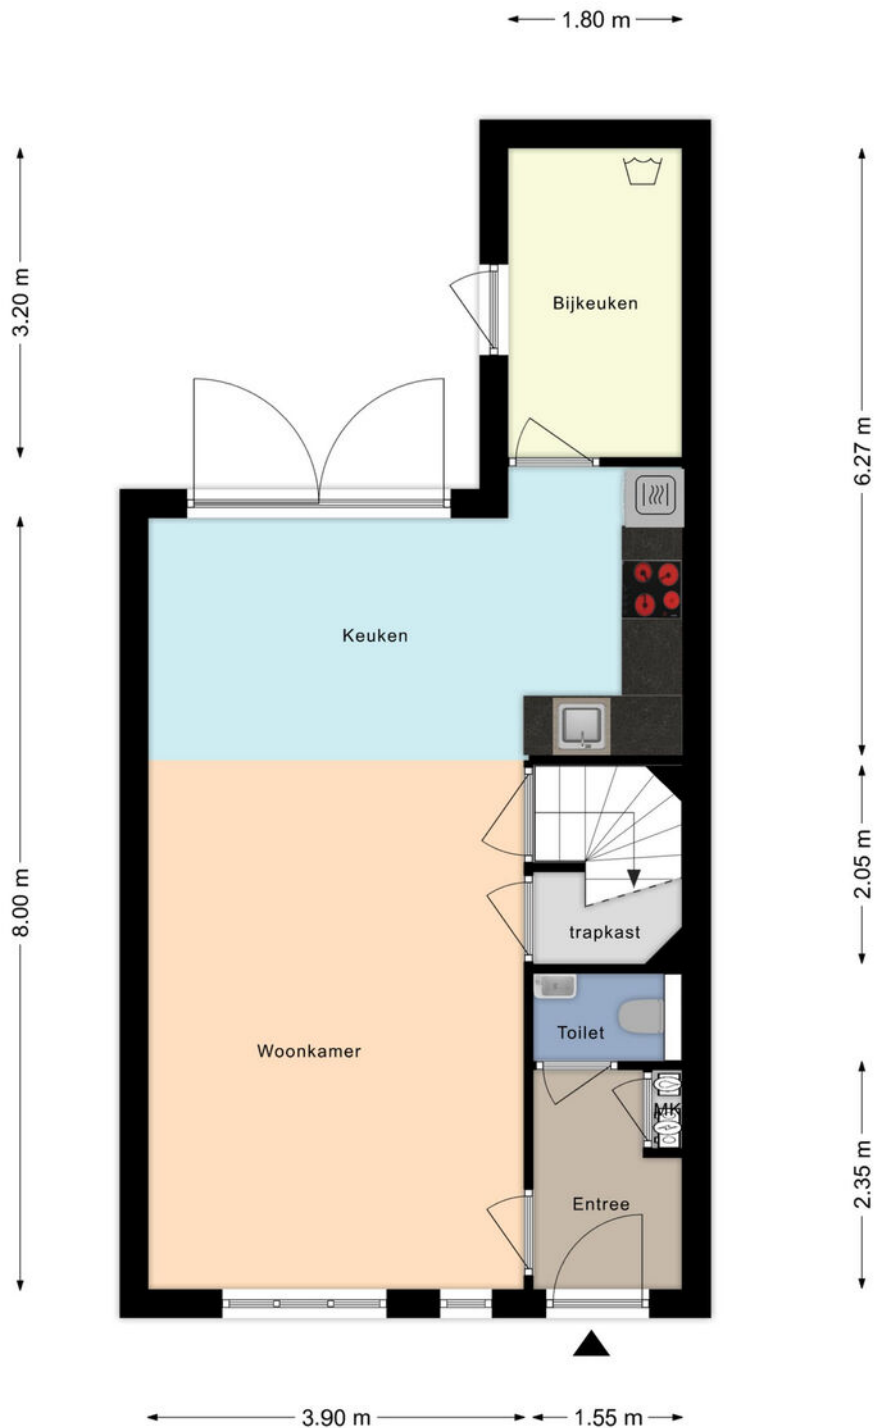 1.80 m
3.20 m
Bijkeuken
6.27 m
Keuken
8.00 m
2.05 m
trapkast
Toilet
Woonkamer
MK
2.35 m
Entree
3.90 m
1.55 m